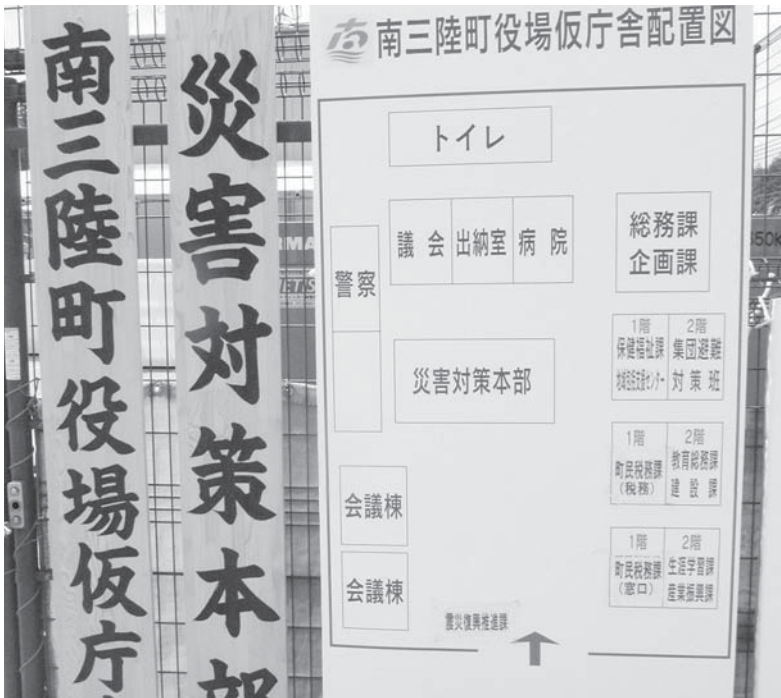 南三陸町役場仮庁
災害対策本部
南三陸町役場仮庁舎配置図
トイレ
議会
出納室
病院
総務課
企画課
警察
災害対策本部
1階
保健福祉課
2階
集団避難
対策班
1階
町民税務課
(税務)
2階
教育総務課
建設課
1階
町民税務課
(窓口)
2階
生涯学習課
産業振興課
会議棟
会議棟
震災復興推進課